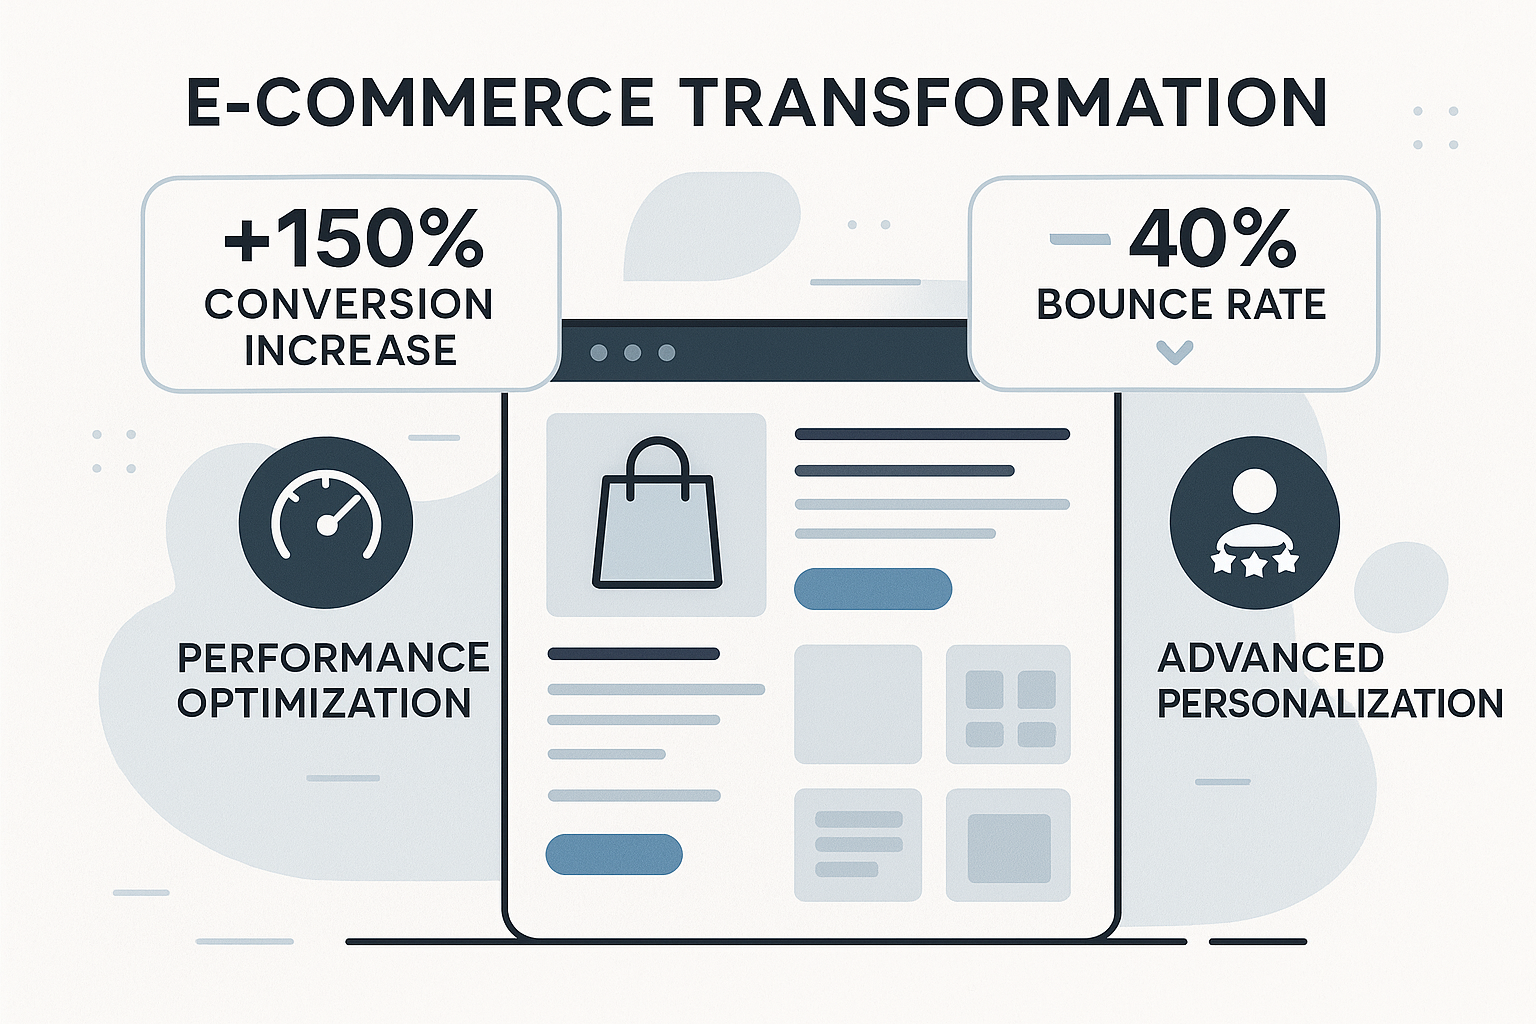 E-COMMERCE TRANSFORMATION
+150%
CONVERSION
INCREASE
— 40%
BOUNCE RATE
PERFORMANCE
OPTIMIZATION
ADVANCED
PERSONALIZATION